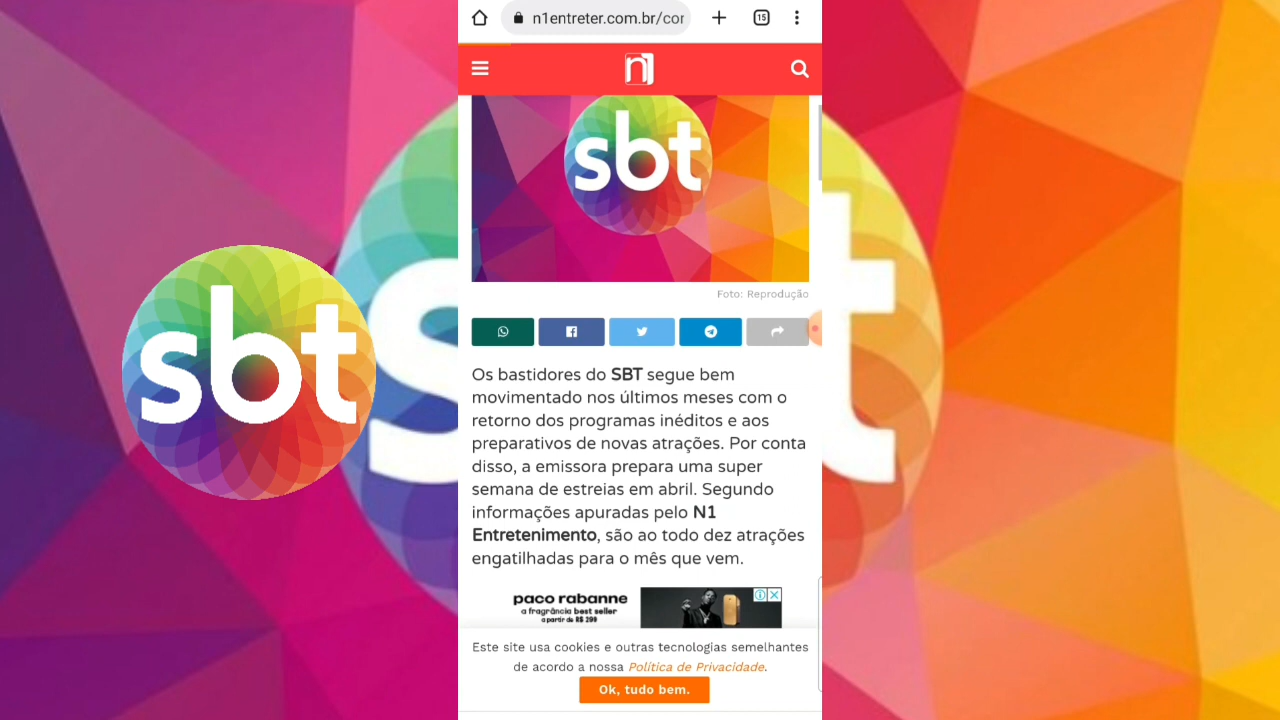 n1entreter.com.br/cor
15
n1
sbt
Foto: Reprodução
sbt
Os bastidores do SBT segue bem
movimentado nos últimos meses com o
retorno dos programas inéditos e aos
preparativos de novas atrações. Por conta
disso, a emissora prepara uma super
semana de estreias em abril. Segundo
informações apuradas pelo N1
Entretenimento, são ao todo dez atrações
engatilhadas para o mês que vem.
paco rabanne
a fragrância best seller
a partir de R$ 299
Este site usa cookies e outras tecnologias semelhantes
de acordo a nossa Política de Privacidade.
Ok, tudo bem.